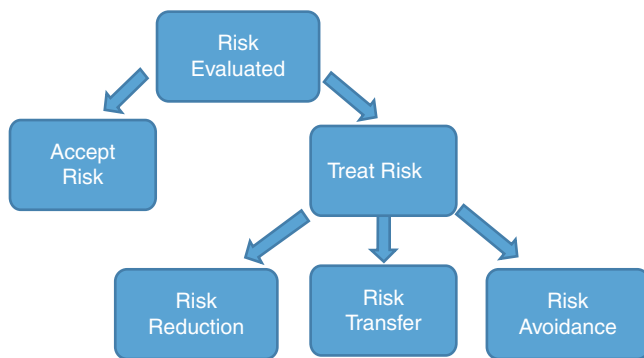 Risk
Evaluated
Accept
Risk
Treat Risk
Risk
Reduction
Risk
Transfer
Risk
Avoidance